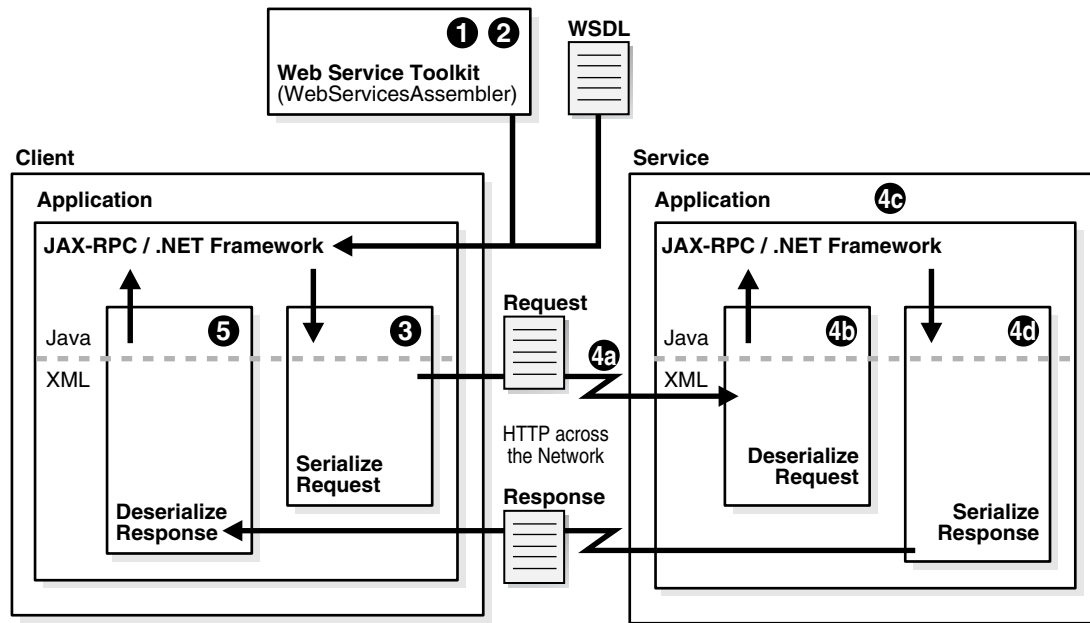 1 2
WSDL
Web Service Toolkit
(WebServicesAssembler)
Client
Service
Application
Application
4c
JAX-RPC / .NET Framework
JAX-RPC / .NET Framework
Request
5
3
4b
4d
Java
Java
4a
XML
XML
HTTP across
the Network
Serialize
Request
Deserialize
Request
Response
Deserialize
Response
Serialize
Response